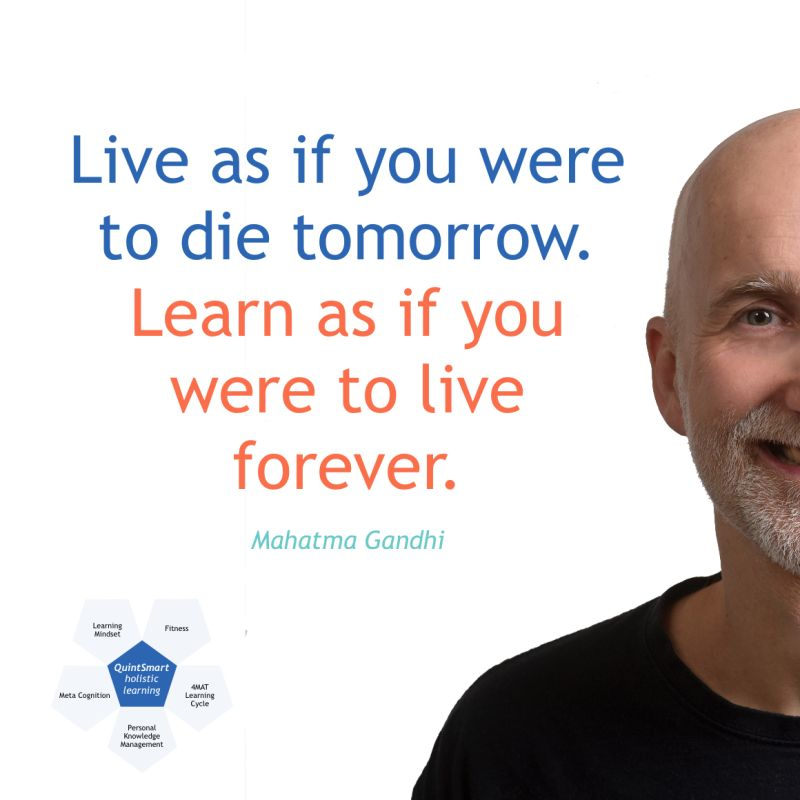 Live as if you were
to die tomorrow.
Learn as if you
were to live
forever.
Mahatma Gandhi
Learning
Mindset
Fitness
QuintSmart
holistic
learning
Meta Cognition
4MAT
Learning
Cycle
Personal
Knowledge
Management